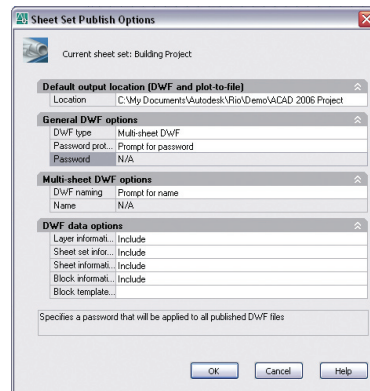 Sheet Set Publish Options
Current sheet set: Building Project
Default output location (DWF and plot-to-file)
Location C:\My Documents\Autodesk\Rio\Demo\ACAD 2006 Project
General DWF options
DWF type Multi-sheet DWF
Password prot... Prompt for password
Password N/A
Multi-sheet DWF options
DWF naming Prompt for name
Name N/A
DWF data options
Layer informati... Include
Sheet set infor... Include
Sheet informati... Include
Block informati... Include
Block template...
Specifies a password that will be applied to all published DWF files
OK Cancel Help